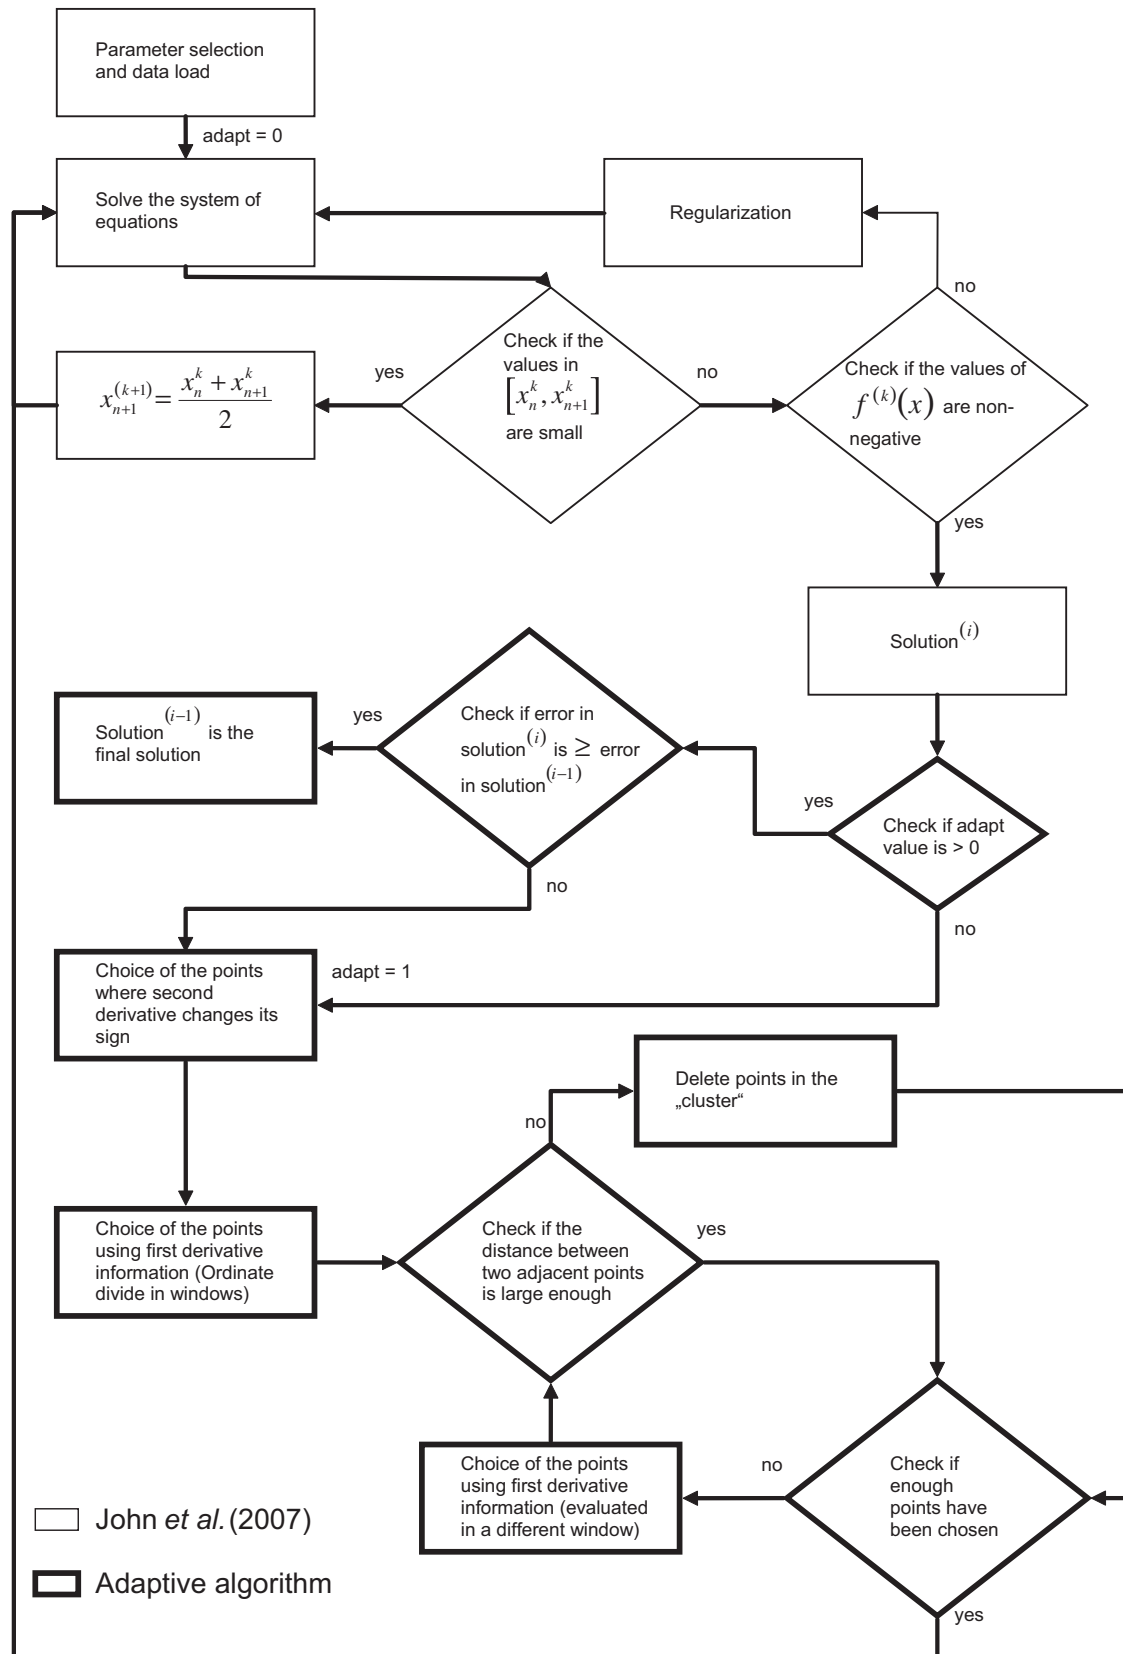 Parameter selection
and data load
adapt = 0
Solve the system of
equations
Regularization
no
Check if the
values in
[x_n^k, x_{n+1}^k]
are small
yes
no
x_{n+1}^{(k+1)} = \frac{x_n^k + x_{n+1}^k}{2}
Check if the values of
f^{(k)}(x) are non-
negative
yes
Solution^{(i)}
Check if error in
solution^{(i)} is ≥ error
in solution^{(i−1)}
yes
Solution^{(i−1)} is the
final solution
yes
Check if adapt
value is > 0
no
no
Choice of the points
where second
derivative changes its
sign
adapt = 1
Delete points in the
„cluster“
no
Choice of the points
using first derivative
information (Ordinate
divide in windows)
Check if the
distance between
two adjacent points
is large enough
yes
Choice of the points
using first derivative
information (evaluated
in a different window)
no
Check if
enough
points have
been chosen
yes
John et al. (2007)
Adaptive algorithm